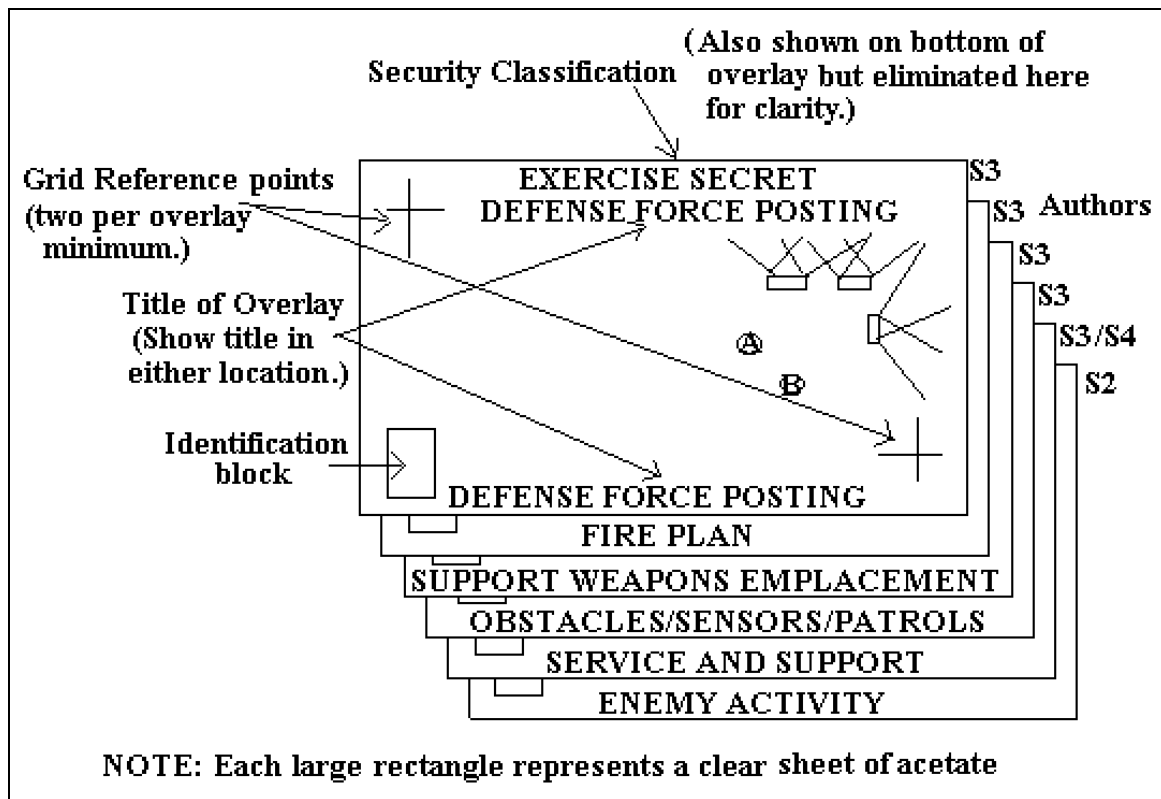 (Also shown on bottom of
overlay but eliminated here
for clarity.)
Security Classification
Grid Reference points
(two per overlay
minimum.)
EXERCISE SECRET
DEFENSE FORCE POSTING
S3
S3 Authors
S3
S3
S3/S4
S2
Title of Overlay
(Show title in
either location.)
A
B
Identification
block
DEFENSE FORCE POSTING
FIRE PLAN
SUPPORT WEAPONS EMPLACEMENT
OBSTACLES/SENSORS/PATROLS
SERVICE AND SUPPORT
ENEMY ACTIVITY
NOTE: Each large rectangle represents a clear sheet of acetate